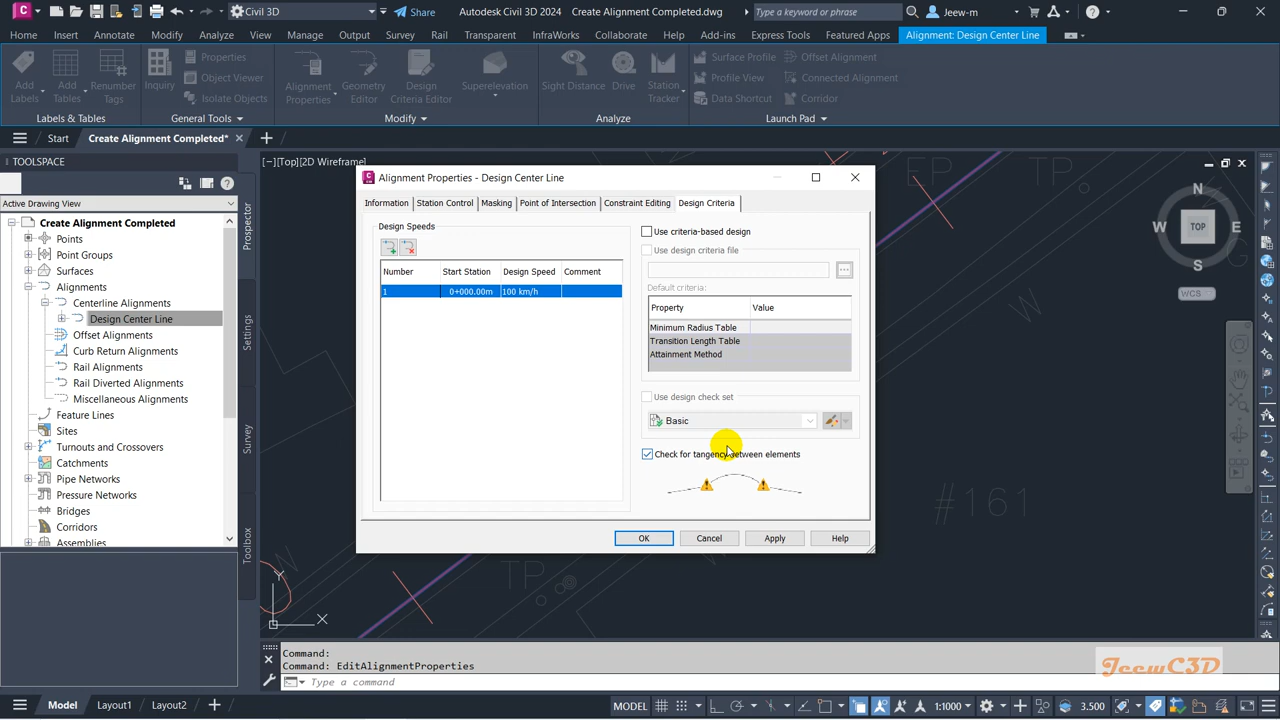 Civil 3D
Share
Autodesk Civil 3D 2024
Create Alignment Completed.dwg
Type a keyword or phrase
Jeew-m
Home Insert Annotate Modify Analyze View Manage Output Survey Rail Transparent InfraWorks Collaborate Help Add-ins Express Tools Featured Apps Alignment: Design Center Line
Add Labels
Add Tables
Renumber Tags
Inquiry
Properties
Object Viewer
Isolate Objects
Alignment Properties
Geometry Editor
Design Criteria Editor
Superelevation
Sight Distance
Drive
Station Tracker
Surface Profile
Profile View
Data Shortcut
Offset Alignment
Connected Alignment
Corridor
Labels & Tables
General Tools
Modify
Analyze
Launch Pad
Start
Create Alignment Completed*
TOOLSPACE
Active Drawing View
Create Alignment Completed
Points
Point Groups
Surfaces
Alignments
Centerline Alignments
Design Center Line
Offset Alignments
Curb Return Alignments
Rail Alignments
Rail Diverted Alignments
Miscellaneous Alignments
Feature Lines
Sites
Turnouts and Crossovers
Catchments
Pipe Networks
Pressure Networks
Bridges
Corridors
Assemblies
Prospector
Settings
Survey
Toolbox
[−][Top][2D Wireframe]
Alignment Properties - Design Center Line
Information Station Control Masking Point of Intersection Constraint Editing Design Criteria
Design Speeds
Number Start Station Design Speed Comment
1 0+000.00m 100 km/h
Use criteria-based design
Use design criteria file
...
Default criteria:
Property Value
Minimum Radius Table
Transition Length Table
Attainment Method
Use design check set
Basic
Check for tangency between elements
OK Cancel Apply Help
EP
TP.
N
W TOP E
S
WCS
W
G
#161
W
TP
W
Y
X
Command:
Command: EditAlignmentProperties
Type a command
JeewC3D
Model Layout1 Layout2
MODEL
1:1000
3.500